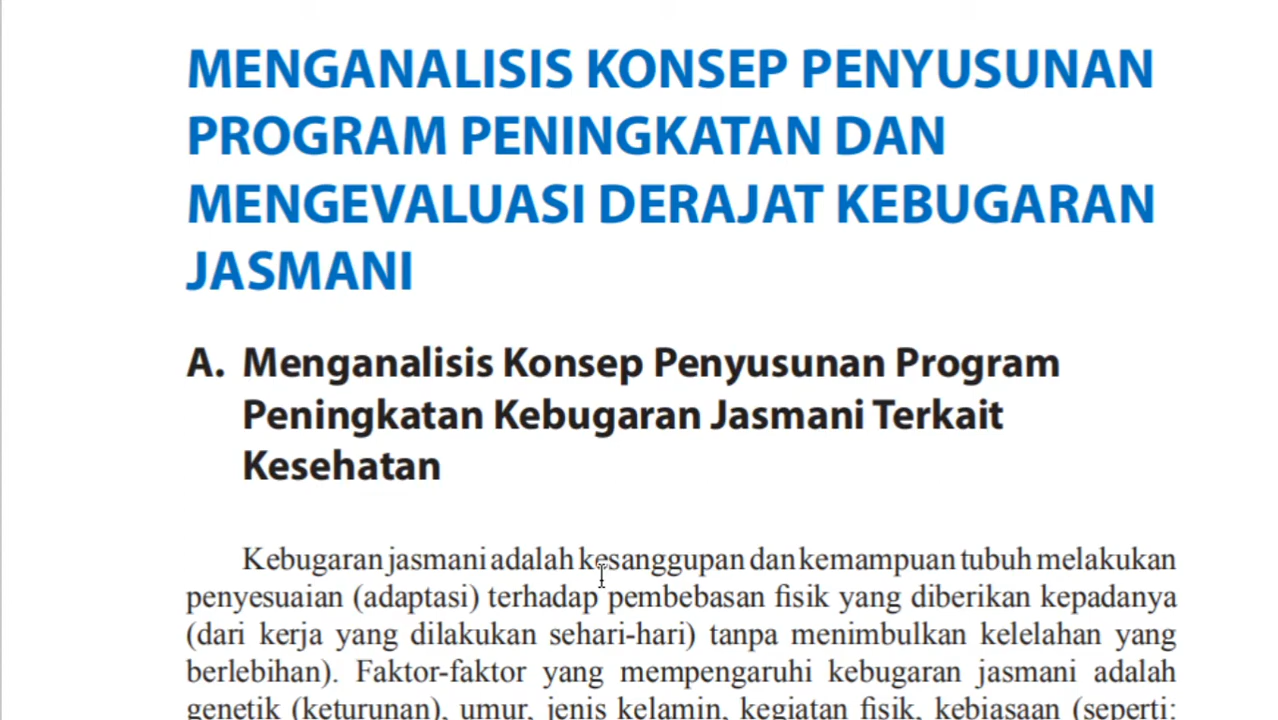 MENGANALISIS KONSEP PENYUSUNAN
PROGRAM PENINGKATAN DAN
MENGEVALUASI DERAJAT KEBUGARAN
JASMANI
A. Menganalisis Konsep Penyusunan Program
Peningkatan Kebugaran Jasmani Terkait
Kesehatan
Kebugaran jasmani adalah kesanggupan dan kemampuan tubuh melakukan
penyesuaian (adaptasi) terhadap pembebasan fisik yang diberikan kepadanya
(dari kerja yang dilakukan sehari-hari) tanpa menimbulkan kelelahan yang
berlebihan). Faktor-faktor yang mempengaruhi kebugaran jasmani adalah
genetik (keturunan), umur, jenis kelamin, kegiatan fisik, kebiasaan (seperti: